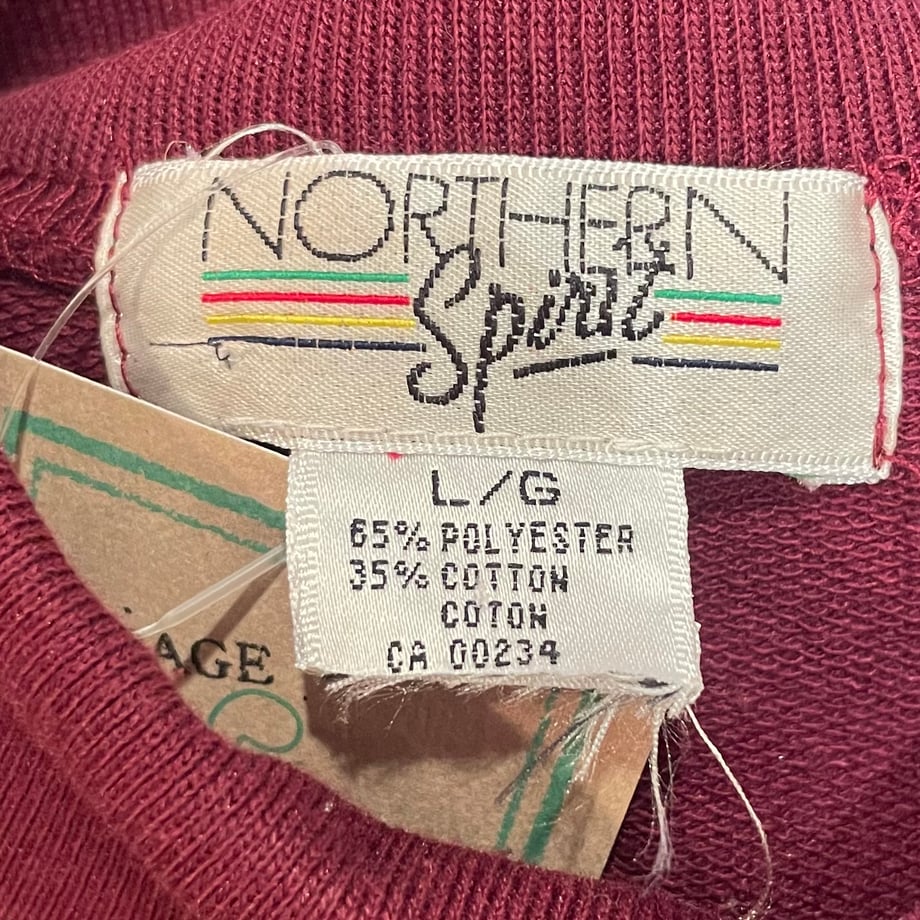 NORTHERN
Spirit
L/G
65% POLYESTER
35% COTTON
COTON
CA 00234
AGE